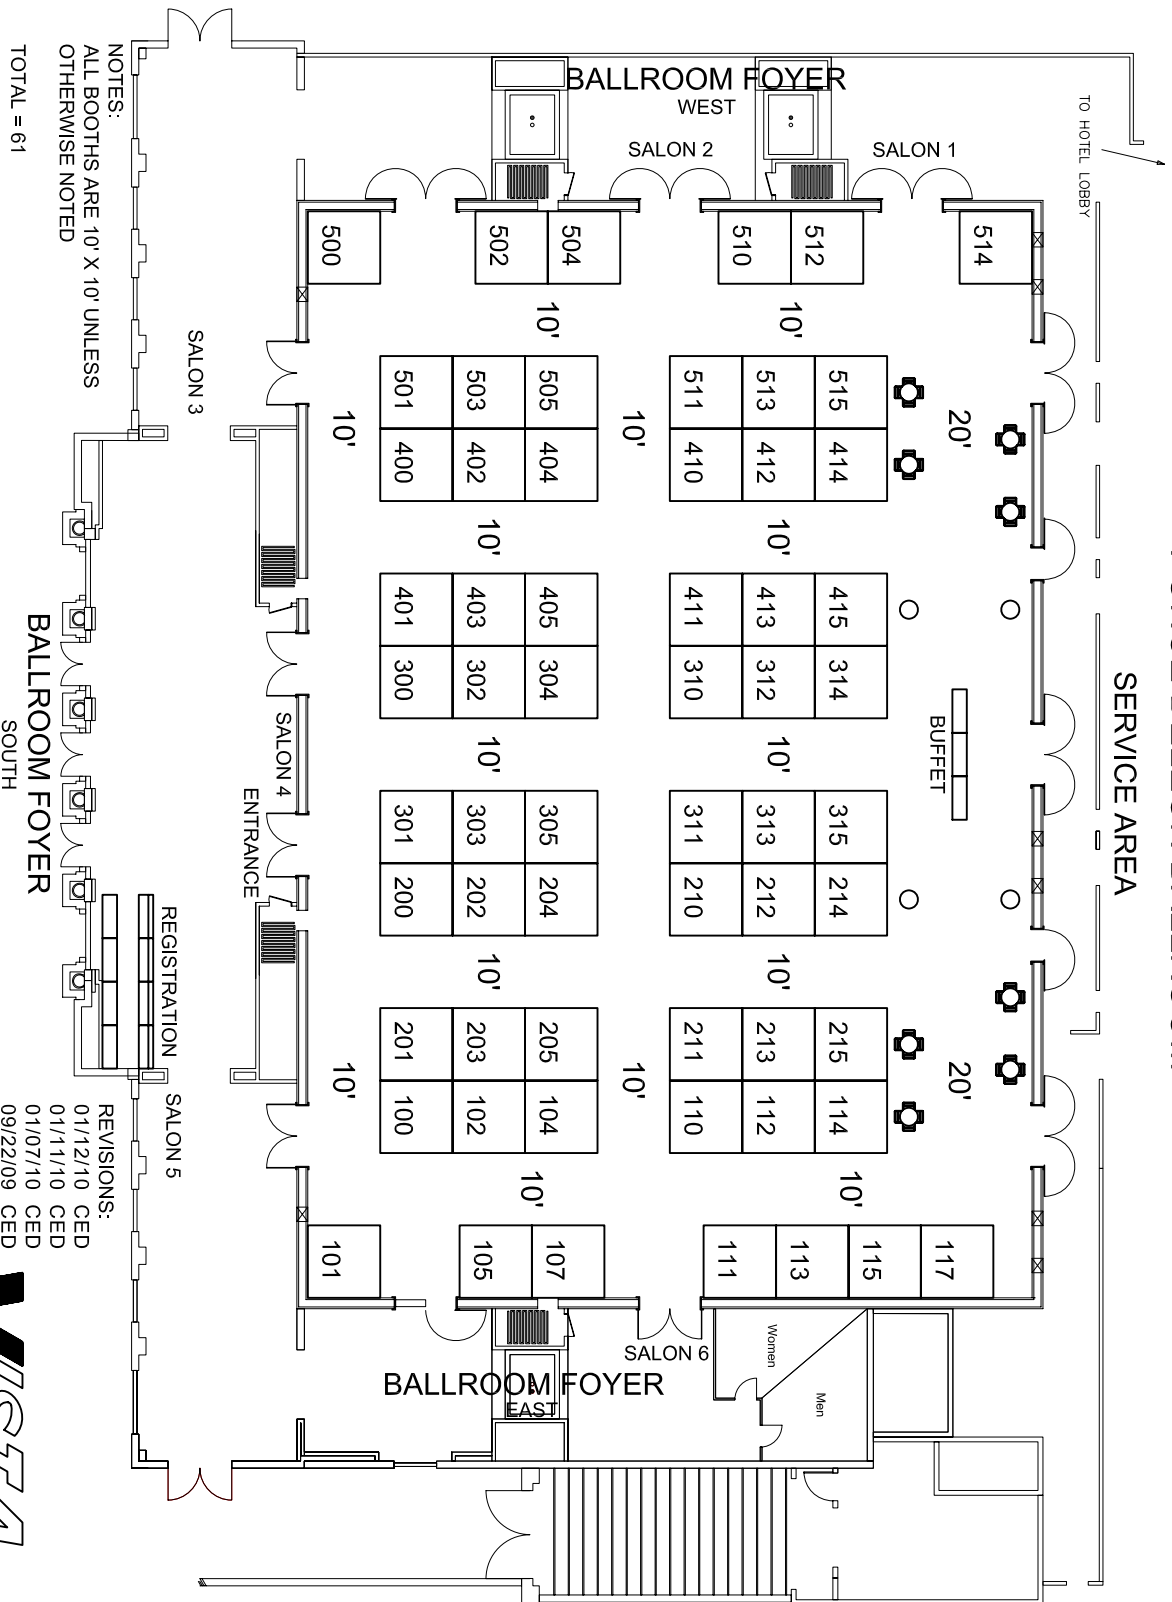 BALLROOM FOYER
WEST
TO HOTEL LOBBY
SALON 2
SALON 1
500
502
504
510
512
514
10'
10'
501
503
505
511
513
515
10'
10'
20'
400
402
404
410
412
414
10'
10'
401
403
405
411
413
415
300
302
304
310
312
314
10'
10'
BUFFET
301
303
305
311
313
315
200
202
204
210
212
214
10'
10'
201
203
205
211
213
215
10'
10'
20'
100
102
104
110
112
114
10'
10'
101
105
107
111
113
115
117
SALON 6
BALLROOM FOYER
EAST
Women
Men
SERVICE AREA
SALON 3
SALON 4
ENTRANCE
REGISTRATION
SALON 5
BALLROOM FOYER
SOUTH
NOTES:
ALL BOOTHS ARE 10' X 10' UNLESS
OTHERWISE NOTED
TOTAL = 61
REVISIONS:
01/12/10 CED
01/11/10 CED
01/07/10 CED
09/22/09 CED